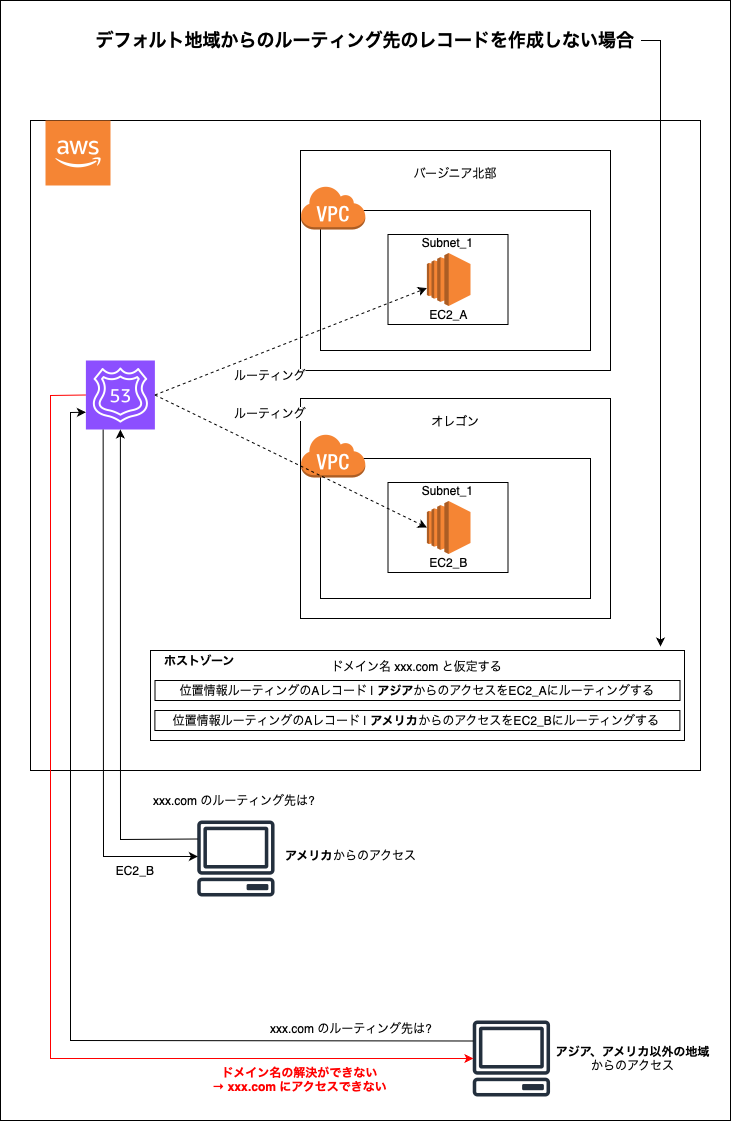 デフォルト地域からのルーティング先のレコードを作成しない場合
aws
バージニア北部
VPC
Subnet_1
EC2_A
ルーティング
53
ルーティング
オレゴン
VPC
Subnet_1
EC2_B
ホストゾーン
ドメイン名 xxx.com と仮定する
位置情報ルーティングのAレコード | アジアからのアクセスをEC2_Aにルーティングする
位置情報ルーティングのAレコード | アメリカからのアクセスをEC2_Bにルーティングする
xxx.com のルーティング先は?
アメリカからのアクセス
EC2_B
xxx.com のルーティング先は?
アジア、アメリカ以外の地域
からのアクセス
ドメイン名の解決ができない
→ xxx.com にアクセスできない